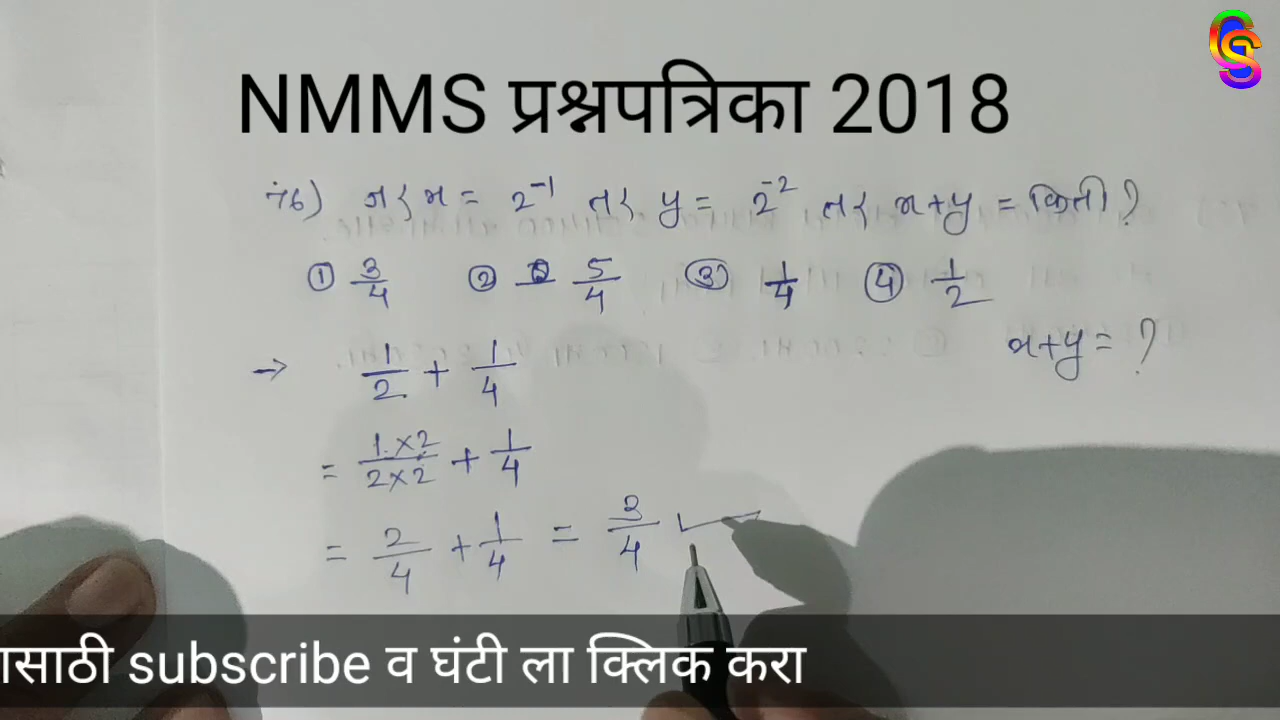 NMMS प्रश्नपत्रिका 2018
76) जर x = 2⁻¹ तर y = 2⁻² तर x+y = किती ?
① 3/4 ② 5/4 ③ 1/4 ④ 1/2
x+y = ?
→ 1/2 + 1/4
= 1×2/2×2 + 1/4
= 2/4 + 1/4 = 3/4 ✓
ासाठी subscribe व घंटी ला क्लिक करा